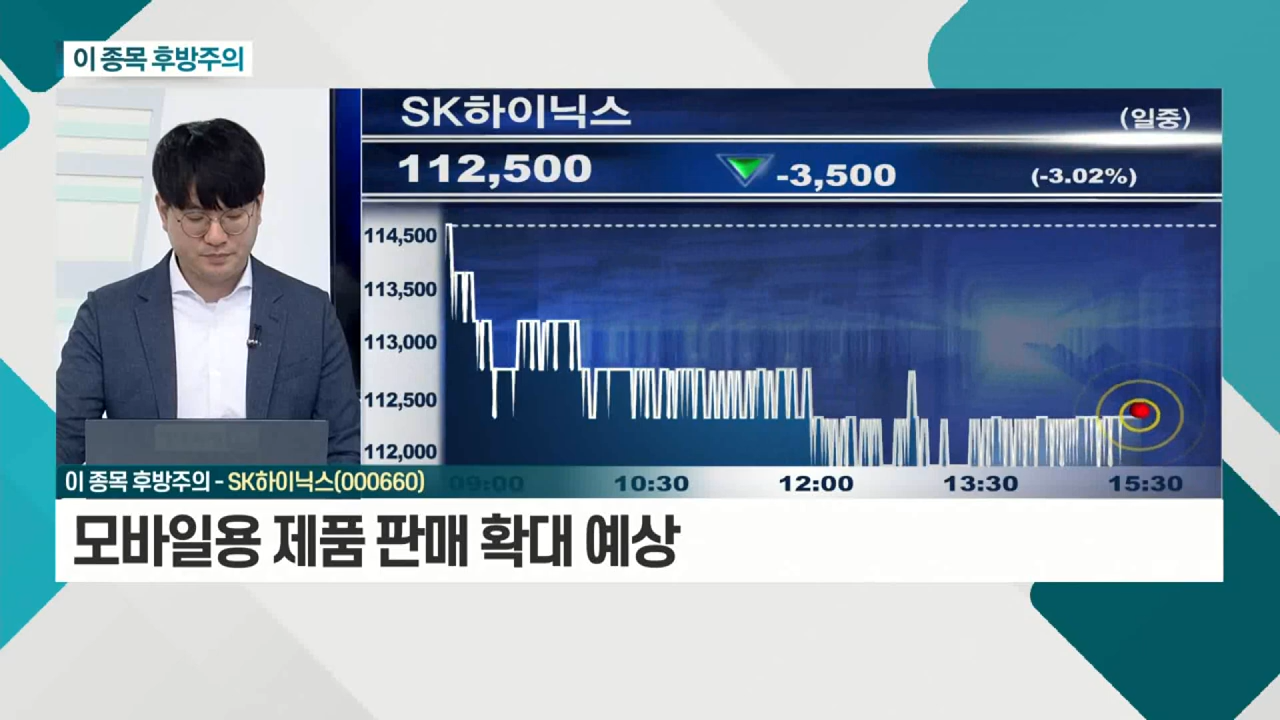 이 종목 후방주의
SK하이닉스
(일중)
112,500
-3,500
(-3.02%)
114,500
113,500
113,000
112,500
112,000
09:00
10:30
12:00
13:30
15:30
이 종목 후방주의 - SK하이닉스(000660)
모바일용 제품 판매 확대 예상